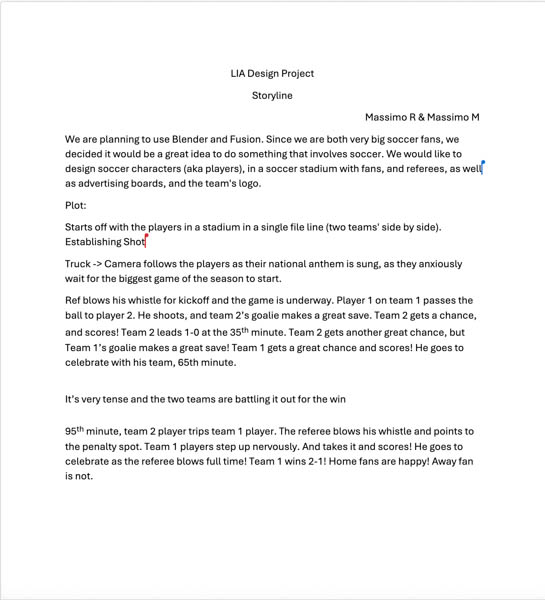 LIA Design Project
Storyline
Massimo R & Massimo M
We are planning to use Blender and Fusion. Since we are both very big soccer fans, we
decided it would be a great idea to do something that involves soccer. We would like to
design soccer characters (aka players), in a soccer stadium with fans, and referees, as well
as advertising boards, and the team's logo.
Plot:
Starts off with the players in a stadium in a single file line (two teams' side by side).
Establishing Shot
Truck -> Camera follows the players as their national anthem is sung, as they anxiously
wait for the biggest game of the season to start.
Ref blows his whistle for kickoff and the game is underway. Player 1 on team 1 passes the
ball to player 2. He shoots, and team 2's goalie makes a great save. Team 2 gets a chance,
and scores! Team 2 leads 1-0 at the 35th minute. Team 2 gets another great chance, but
Team 1's goalie makes a great save! Team 1 gets a great chance and scores! He goes to
celebrate with his team, 65th minute.
It's very tense and the two teams are battling it out for the win
95th minute, team 2 player trips team 1 player. The referee blows his whistle and points to
the penalty spot. Team 1 players step up nervously. And takes it and scores! He goes to
celebrate as the referee blows full time! Team 1 wins 2-1! Home fans are happy! Away fan
is not.